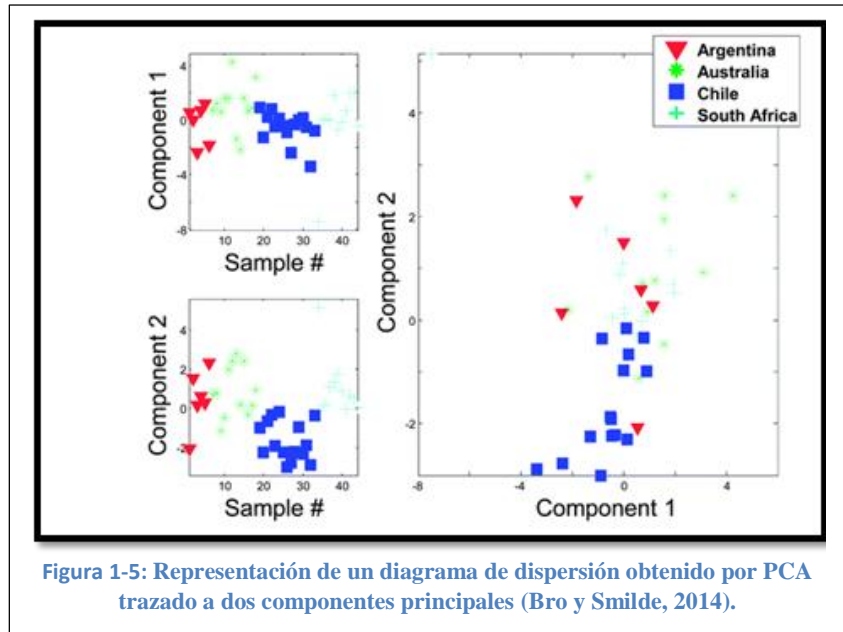 Component 1
4
0
-4
-8
10 20 30 40
Sample #
Component 2
4
2
0
-2
10 20 30 40
Sample #
Component 2
4
2
0
-2
-8 -4 0 4
Component 1
Argentina
Australia
Chile
South Africa
Figura 1-5: Representación de un diagrama de dispersión obtenido por PCA
trazado a dos componentes principales (Bro y Smilde, 2014).